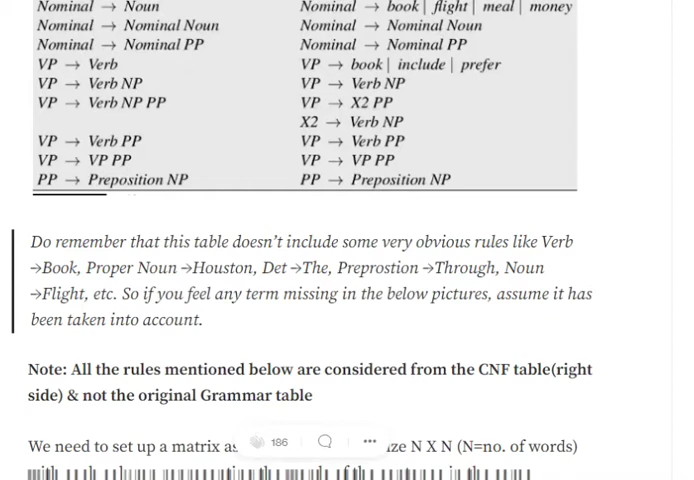 Nominal → Noun Nominal → book | flight | meal | money
Nominal → Nominal Noun Nominal → Nominal Noun
Nominal → Nominal PP Nominal → Nominal PP
VP → Verb VP → book | include | prefer
VP → Verb NP VP → Verb NP
VP → Verb NP PP VP → X2 PP
X2 → Verb NP
VP → Verb PP VP → Verb PP
VP → VP PP VP → VP PP
PP → Preposition NP PP → Preposition NP
Do remember that this table doesn't include some very obvious rules like Verb
→Book, Proper Noun →Houston, Det →The, Preprostion →Through, Noun
→Flight, etc. So if you feel any term missing in the below pictures, assume it has
been taken into account.
Note: All the rules mentioned below are considered from the CNF table(right
side) & not the original Grammar table
We need to set up a matrix as ize N X N (N=no. of words)
186